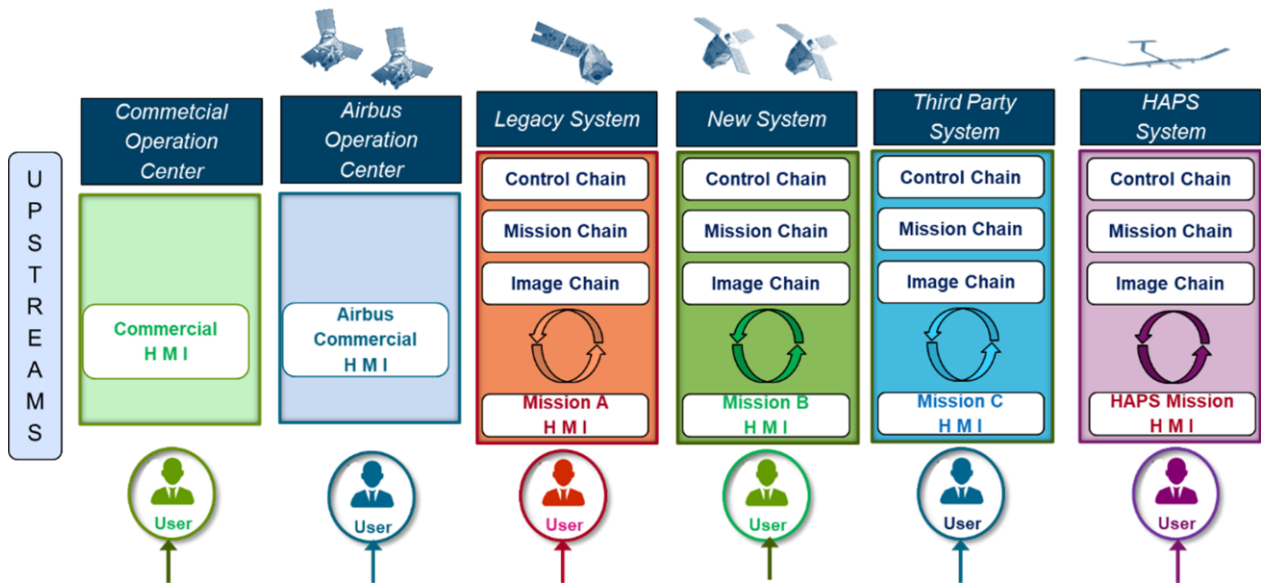 Commetcial
Operation
Center
Airbus
Operation
Center
Legacy System
New System
Third Party
System
HAPS
System
U
P
S
T
R
E
A
M
S
Commercial
H M I
Airbus
Commercial
H M I
Control Chain
Mission Chain
Image Chain
Mission A
H M I
Control Chain
Mission Chain
Image Chain
Mission B
H M I
Control Chain
Mission Chain
Image Chain
Mission C
H M I
Control Chain
Mission Chain
Image Chain
HAPS Mission
H M I
User
User
User
User
User
User